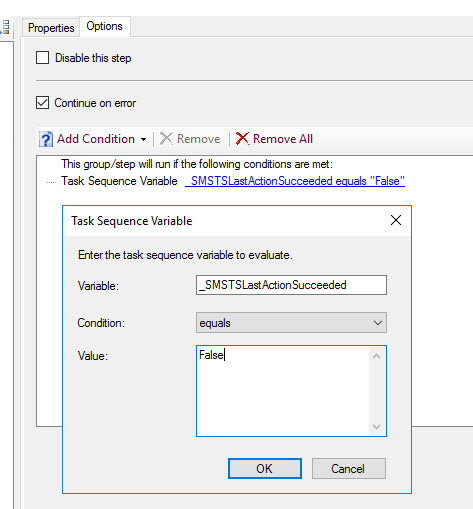 Properties
Options
Disable this step
Continue on error
Add Condition
Remove
Remove All
This group/step will run if the following conditions are met:
Task Sequence Variable _SMSTSLastActionSucceeded equals "False"
Task Sequence Variable
Enter the task sequence variable to evaluate.
Variable: _SMSTSLastActionSucceeded
Condition: equals
Value: False
OK
Cancel